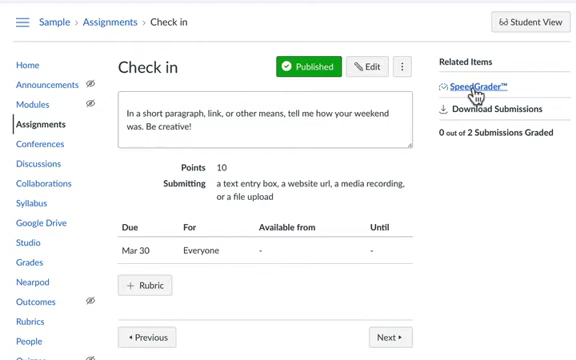 Sample > Assignments > Check in
Student View
Home
Announcements
Modules
Assignments
Conferences
Discussions
Collaborations
Syllabus
Google Drive
Studio
Grades
Nearpod
Outcomes
Rubrics
People
Check in
Published
Edit
In a short paragraph, link, or other means, tell me how your weekend
was. Be creative!
Points 10
Submitting a text entry box, a website url, a media recording,
or a file upload
Due For Available from Until
Mar 30 Everyone - -
+ Rubric
Previous
Next
Related Items
SpeedGrader™
Download Submissions
0 out of 2 Submissions Graded